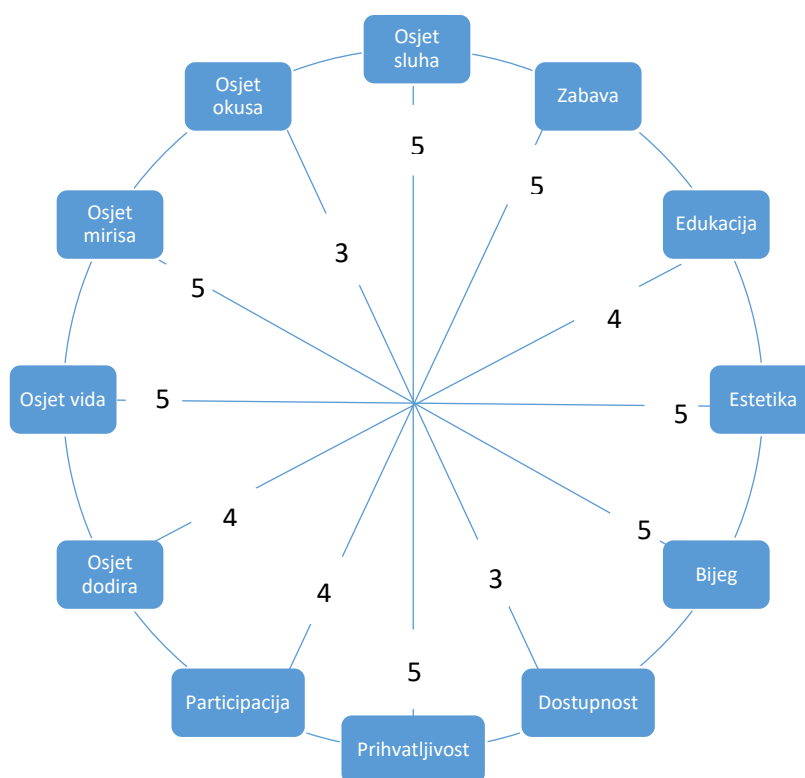 Osjet
sluha
5
Zabava
5
Edukacija
4
Estetika
5
Bijeg
5
Dostupnost
3
Prihvatljivost
5
Participacija
4
Osjet
dodira
4
Osjet vida
5
Osjet
mirisa
5
Osjet
okusa
3